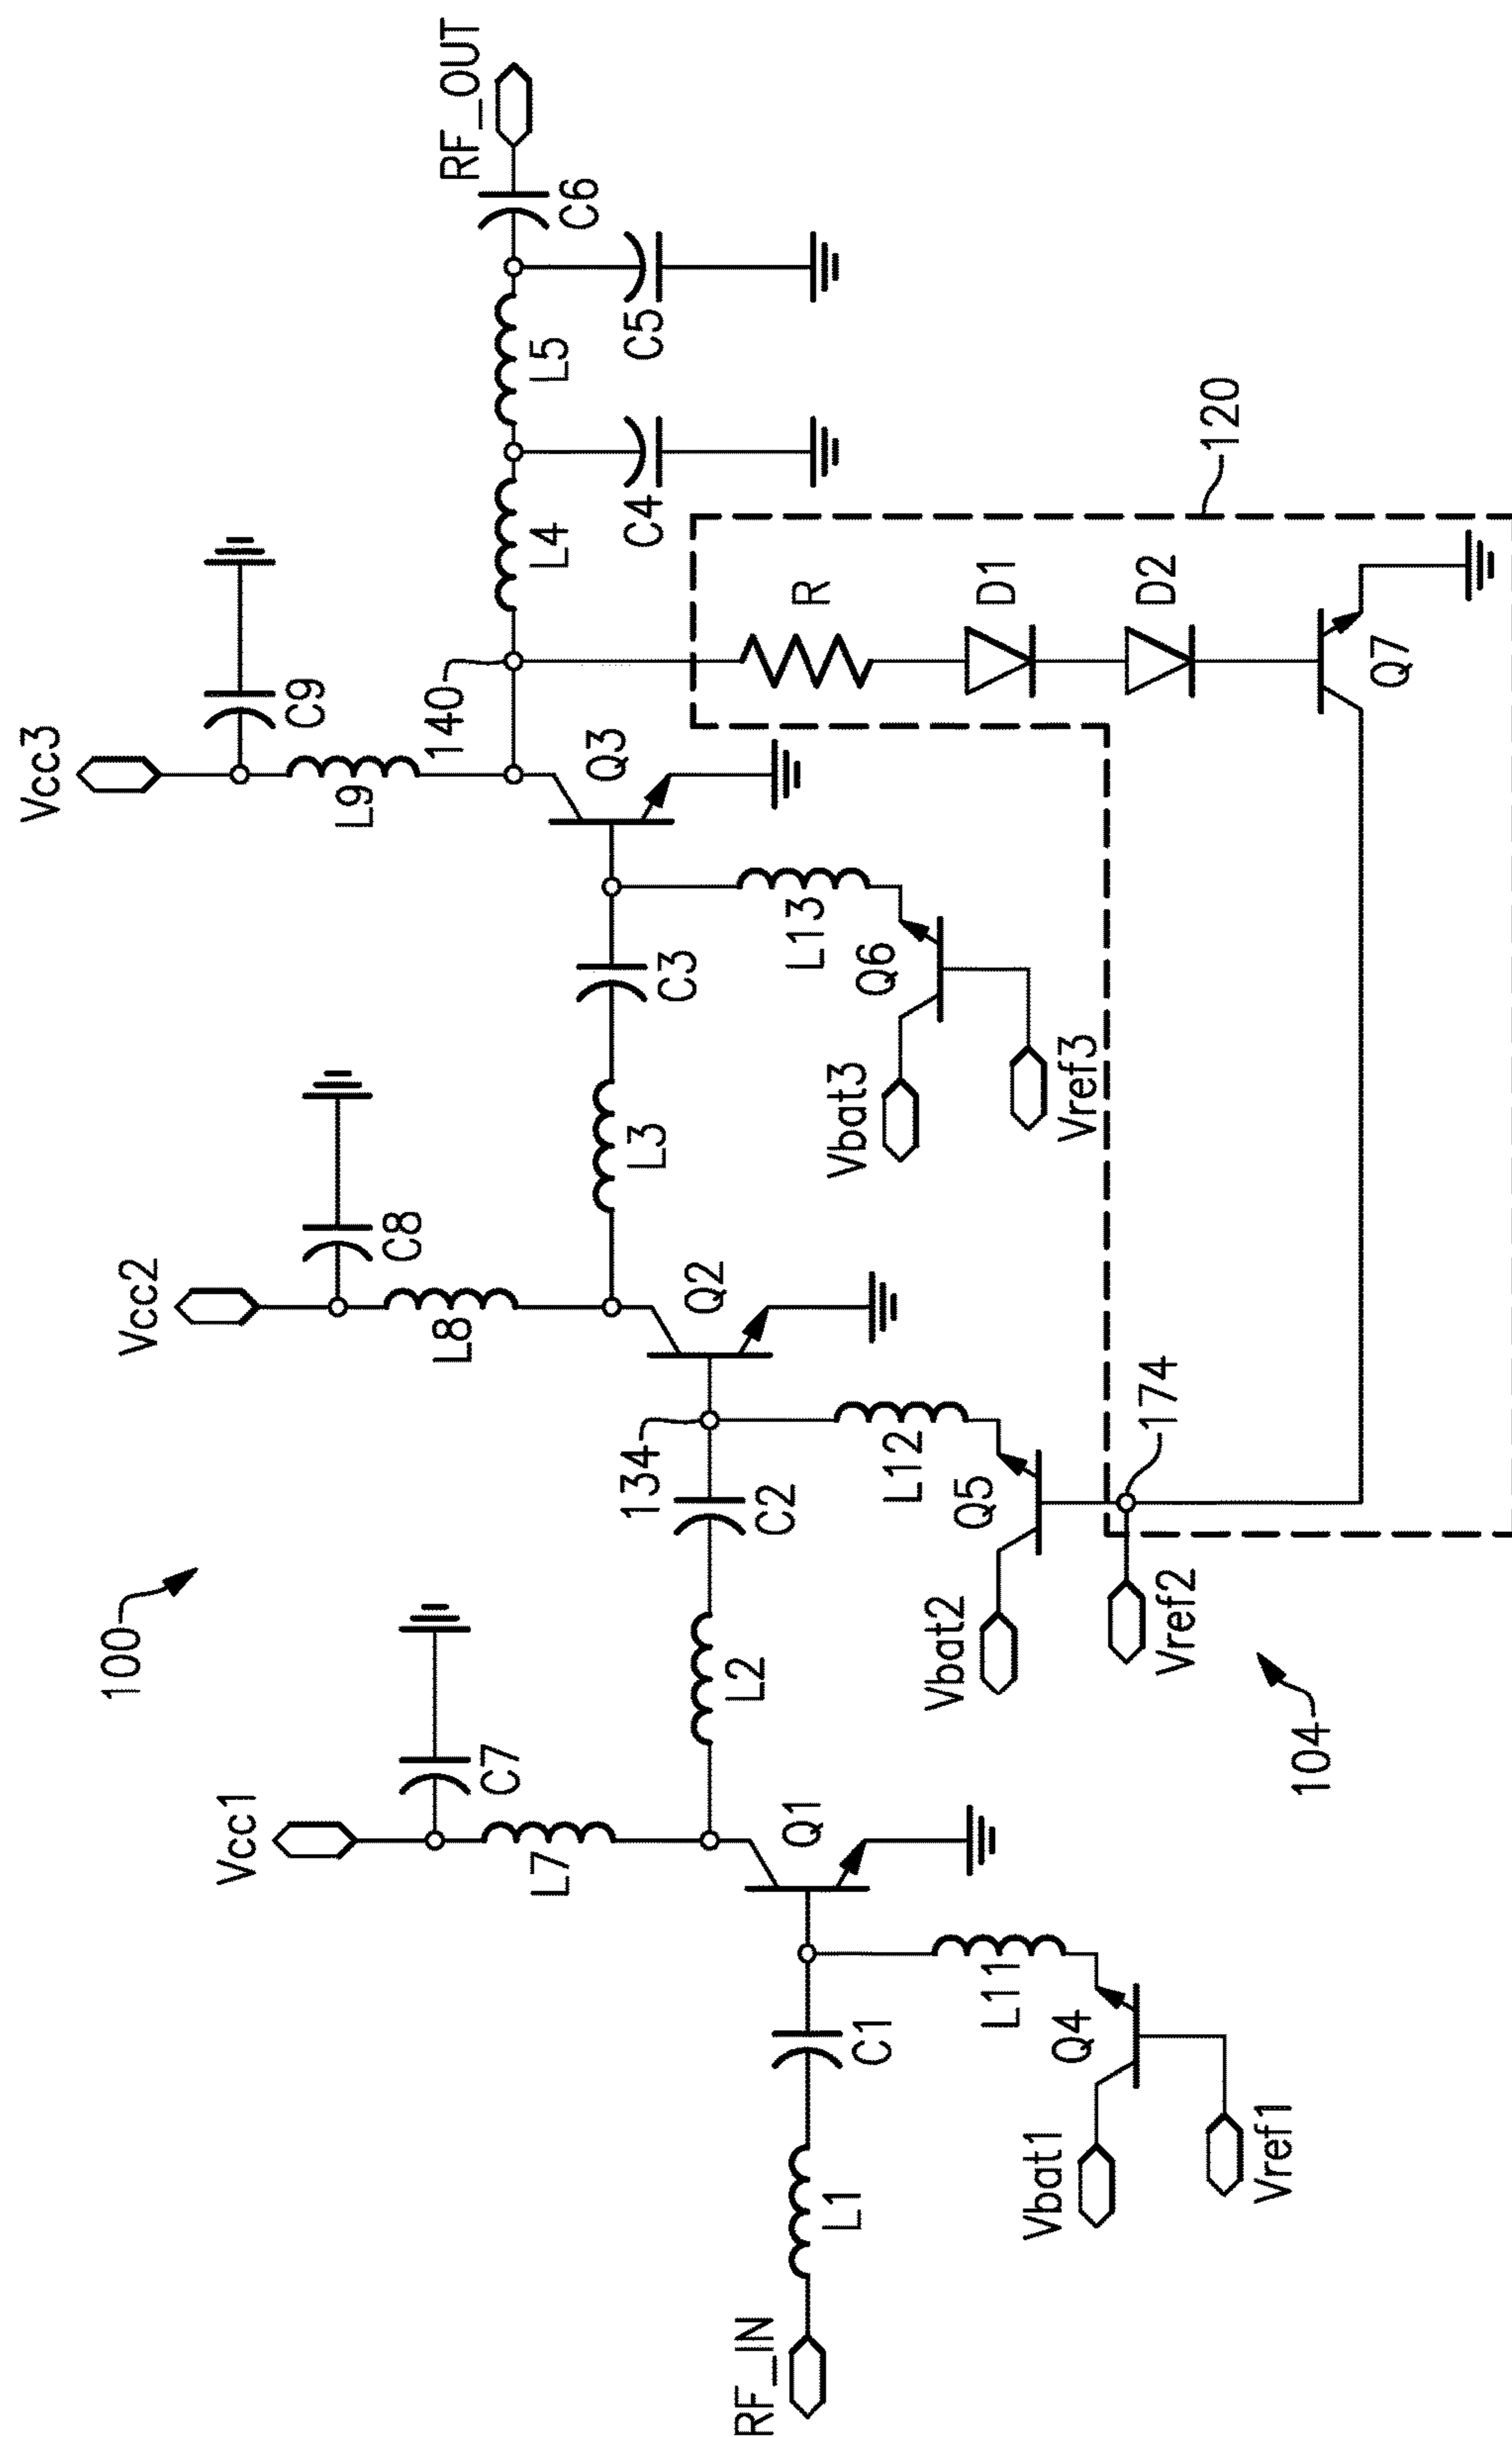 100
Vcc3
C9
L9
140
Vcc2
C8
L8
Vcc1
C7
L7
RF_OUT
C6
L4
L5
C4
C5
Q3
L3
C3
Q2
134
L2
C2
Q1
RF_IN
L1
C1
L11
Q4
Vbat1
Vref1
L12
Q5
Vbat2
Vref2
174
104
L13
Q6
Vbat3
Vref3
R
D1
D2
Q7
120